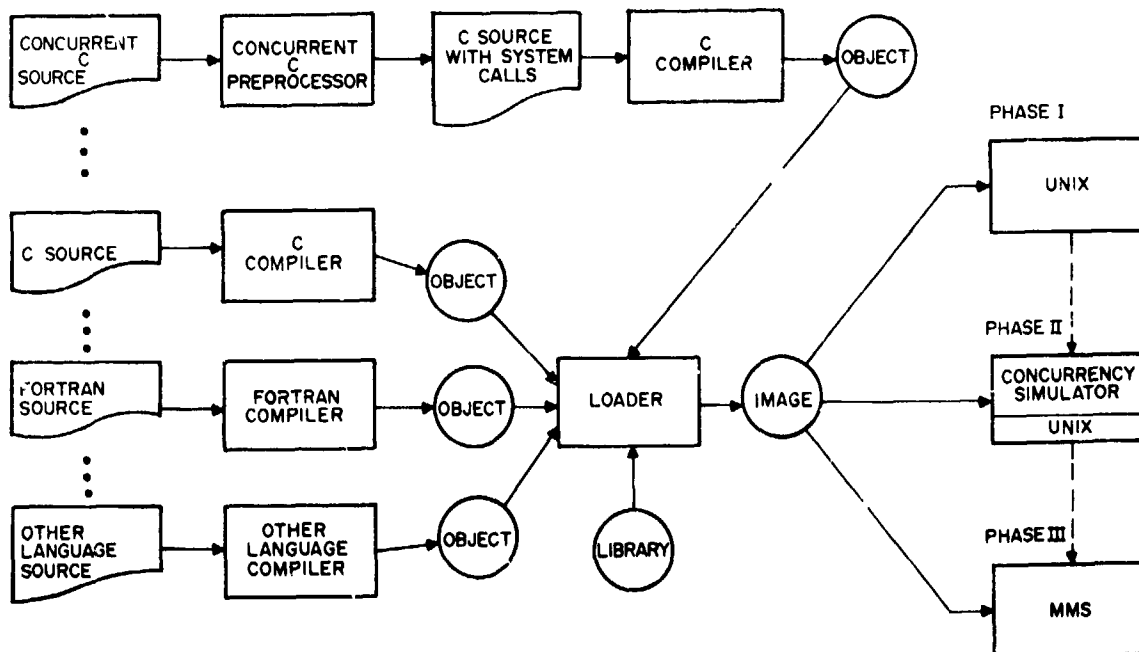 CONCURRENT
C
SOURCE
CONCURRENT
C
PREPROCESSOR
C SOURCE
WITH SYSTEM
CALLS
C
COMPILER
OBJECT
PHASE I
UNIX
C SOURCE
C
COMPILER
OBJECT
PHASE II
CONCURRENCY
SIMULATOR
UNIX
FORTRAN
SOURCE
FORTRAN
COMPILER
OBJECT
LOADER
IMAGE
OTHER
LANGUAGE
SOURCE
OTHER
LANGUAGE
COMPILER
OBJECT
LIBRARY
PHASE III
MMS